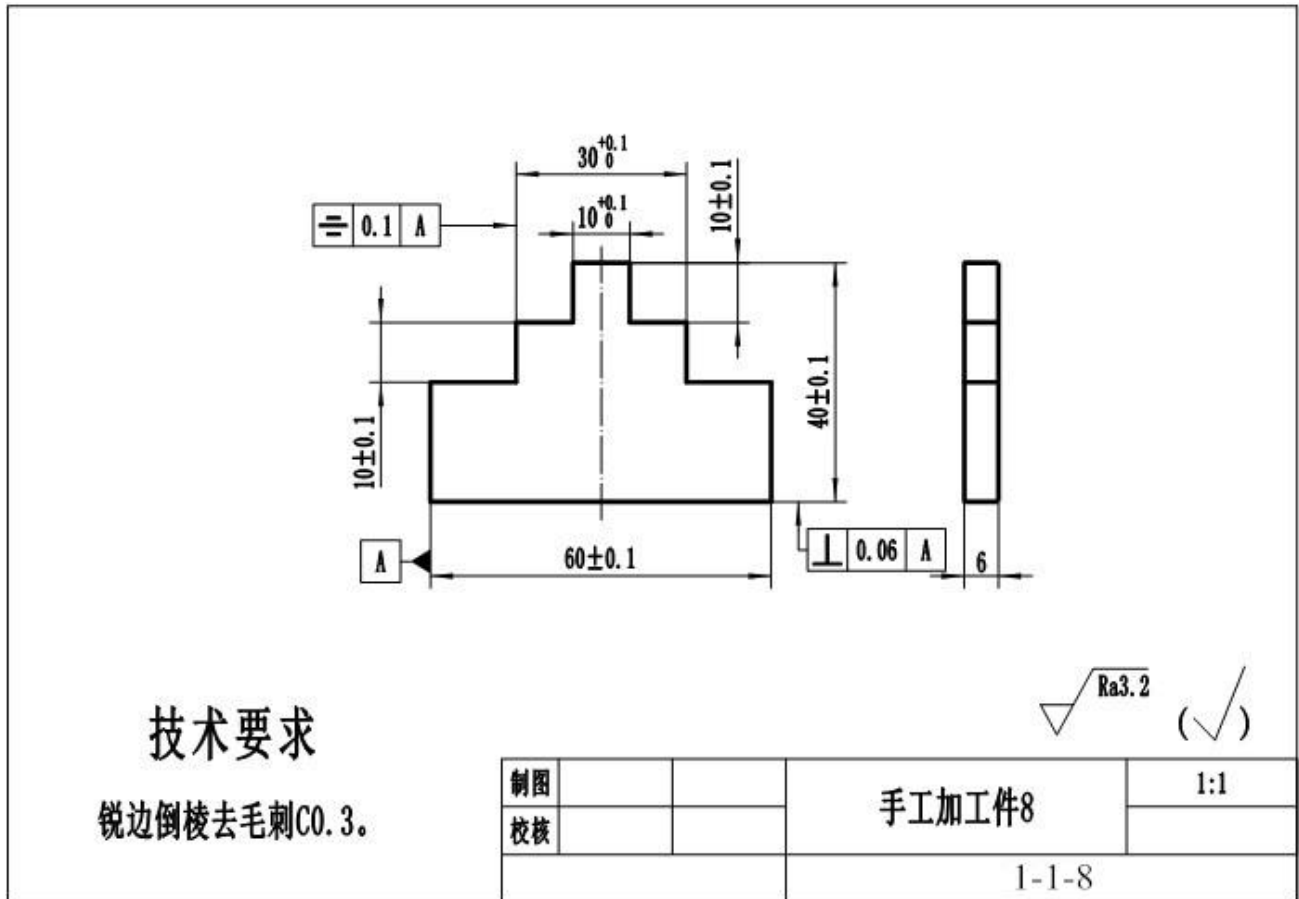 30 +0.1 0
10 +0.1 0
10±0.1
⌯ 0.1 A
10±0.1
40±0.1
A
60±0.1
⊥ 0.06 A
6
Ra3.2
(√)
技术要求
锐边倒棱去毛刺C0.3。
制图
手工加工件8
1:1
校核
1-1-8